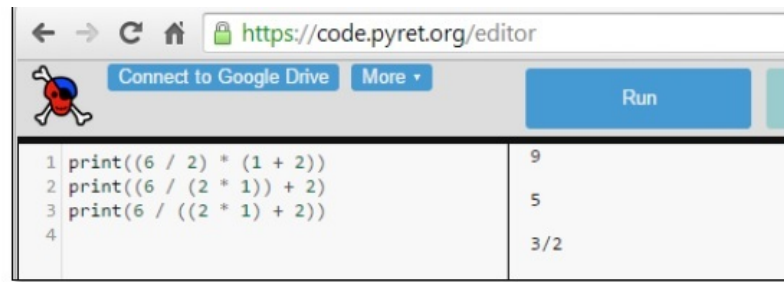 https://code.pyret.org/editor
Connect to Google Drive More ▾
Run
1 print((6 / 2) * (1 + 2))
2 print((6 / (2 * 1)) + 2)
3 print(6 / ((2 * 1) + 2))
4
9
5
3/2